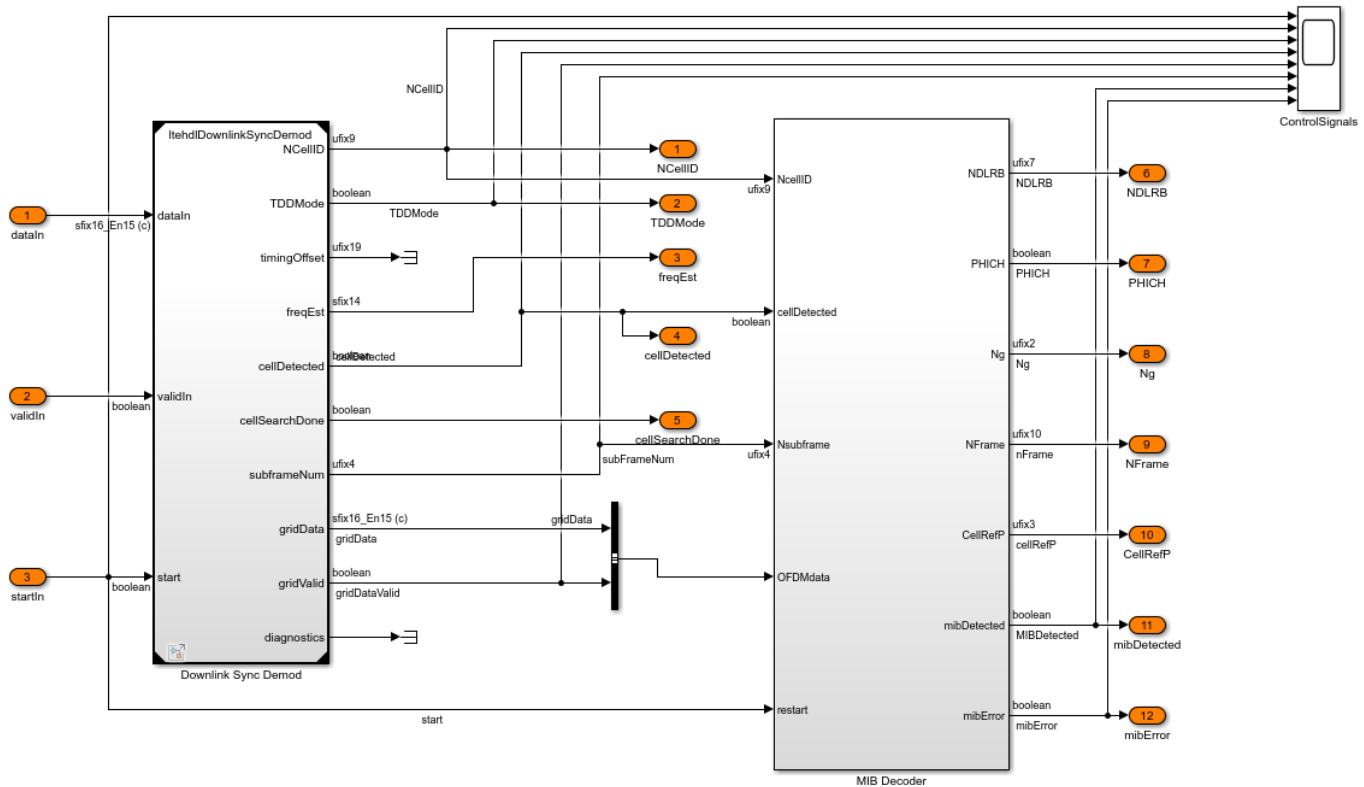 NCellID
ControlSignals
ltehdlDownlinkSyncDemod
ufix9
NCellID
1
NCellID
NcellID
ufix9
NDLRB
ufix7
NDLRB
6
NDLRB
boolean
TDDMode
TDDMode
2
TDDMode
1
dataIn
sfix16_En15 (c)
dataIn
ufix19
timingOffset
3
freqEst
PHICH
boolean
PHICH
7
PHICH
sfix14
freqEst
cellDetected
boolean
4
cellDetected
boolean
cellDetected
cellDetected
Ng
ufix2
Ng
8
Ng
2
validIn
boolean
validIn
boolean
cellSearchDone
5
cellSearchDone
Nsubframe
ufix4
NFrame
ufix10
nFrame
9
NFrame
ufix4
subframeNum
subFrameNum
sfix16_En15 (c)
gridData
gridData
gridData
CellRefP
ufix3
cellRefP
10
CellRefP
3
startIn
boolean
start
boolean
gridValid
gridDataValid
OFDMdata
diagnostics
mibDetected
boolean
MIBDetected
11
mibDetected
Downlink Sync Demod
start
restart
mibError
boolean
mibError
12
mibError
MIB Decoder